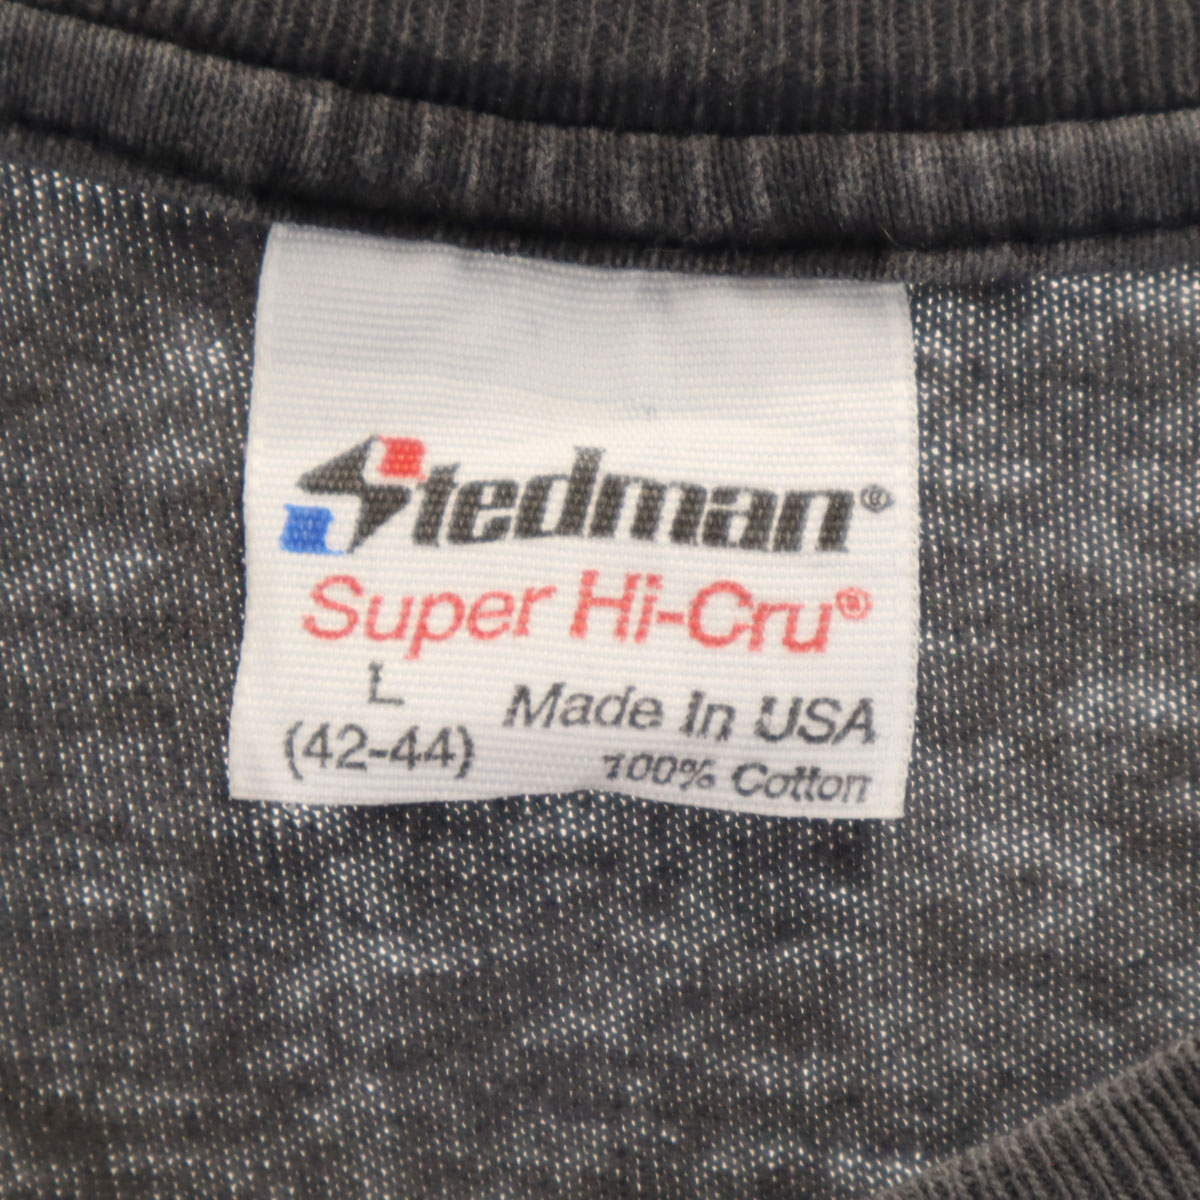 Stedman®
Super Hi-Cru®
L
(42-44)
Made In USA
100% Cotton